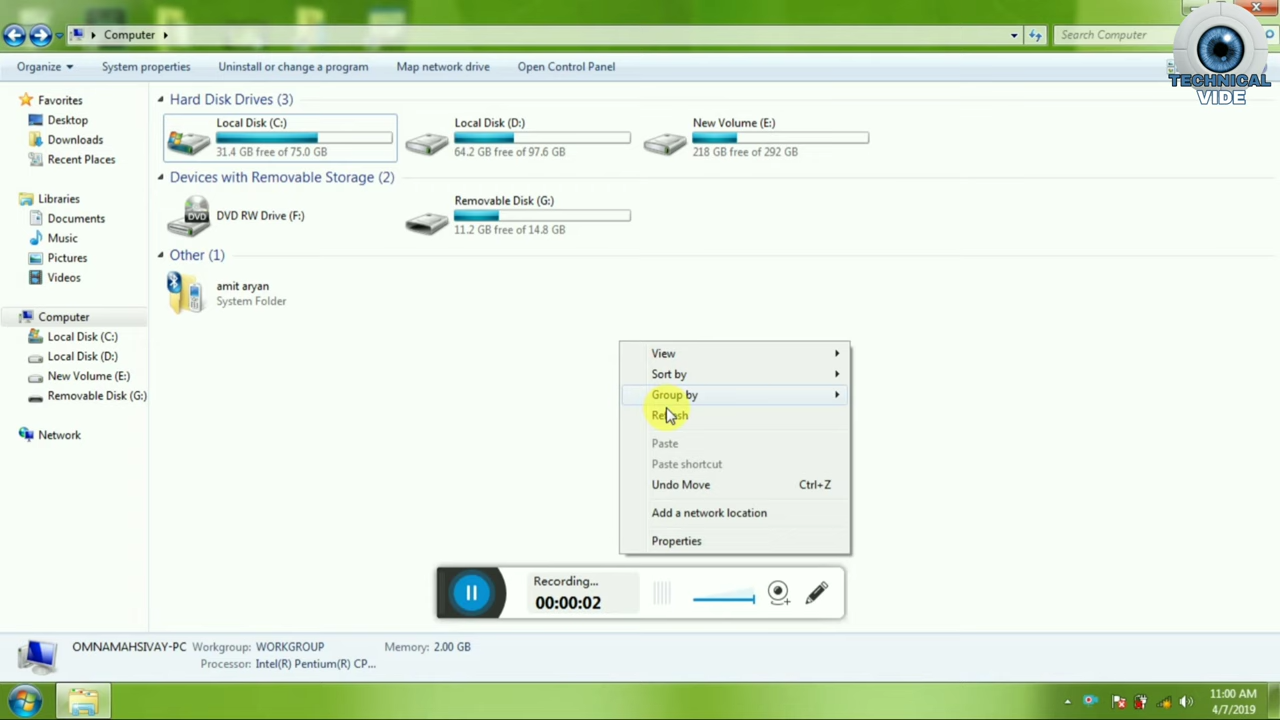 Computer
Search Computer
Organize
System properties
Uninstall or change a program
Map network drive
Open Control Panel
TECHNICAL
VIDE
Favorites
Desktop
Downloads
Recent Places
Libraries
Documents
Music
Pictures
Videos
Computer
Local Disk (C:)
Local Disk (D:)
New Volume (E:)
Removable Disk (G:)
Network
Hard Disk Drives (3)
Local Disk (C:)
31.4 GB free of 75.0 GB
Local Disk (D:)
64.2 GB free of 97.6 GB
New Volume (E:)
218 GB free of 292 GB
Devices with Removable Storage (2)
DVD
DVD RW Drive (F:)
Removable Disk (G:)
11.2 GB free of 14.8 GB
Other (1)
amit aryan
System Folder
View
Sort by
Group by
Refresh
Paste
Paste shortcut
Undo Move Ctrl+Z
Add a network location
Properties
Recording...
00:00:02
OMNAMAHSIVAY-PC Workgroup: WORKGROUP Memory: 2.00 GB
Processor: Intel(R) Pentium(R) CP...
11:00 AM
4/7/2019